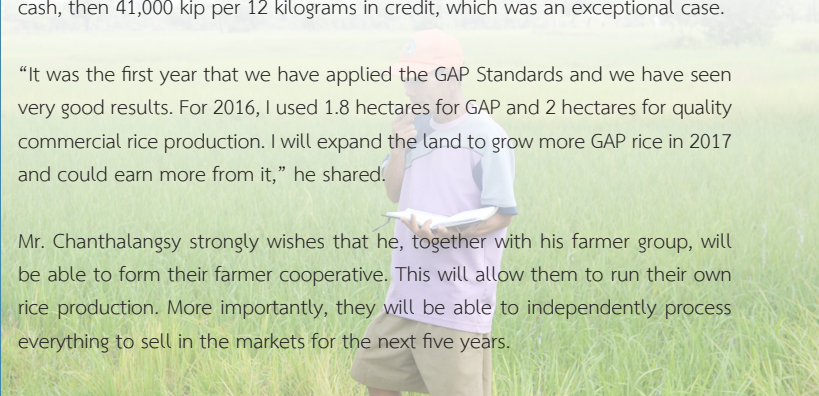 cash, then 41,000 kip per 12 kilograms in credit, which was an exceptional case.
“It was the first year that we have applied the GAP Standards and we have seen
very good results. For 2016, I used 1.8 hectares for GAP and 2 hectares for quality
commercial rice production. I will expand the land to grow more GAP rice in 2017
and could earn more from it,” he shared.
Mr. Chanthalangsy strongly wishes that he, together with his farmer group, will
be able to form their farmer cooperative. This will allow them to run their own
rice production. More importantly, they will be able to independently process
everything to sell in the markets for the next five years.